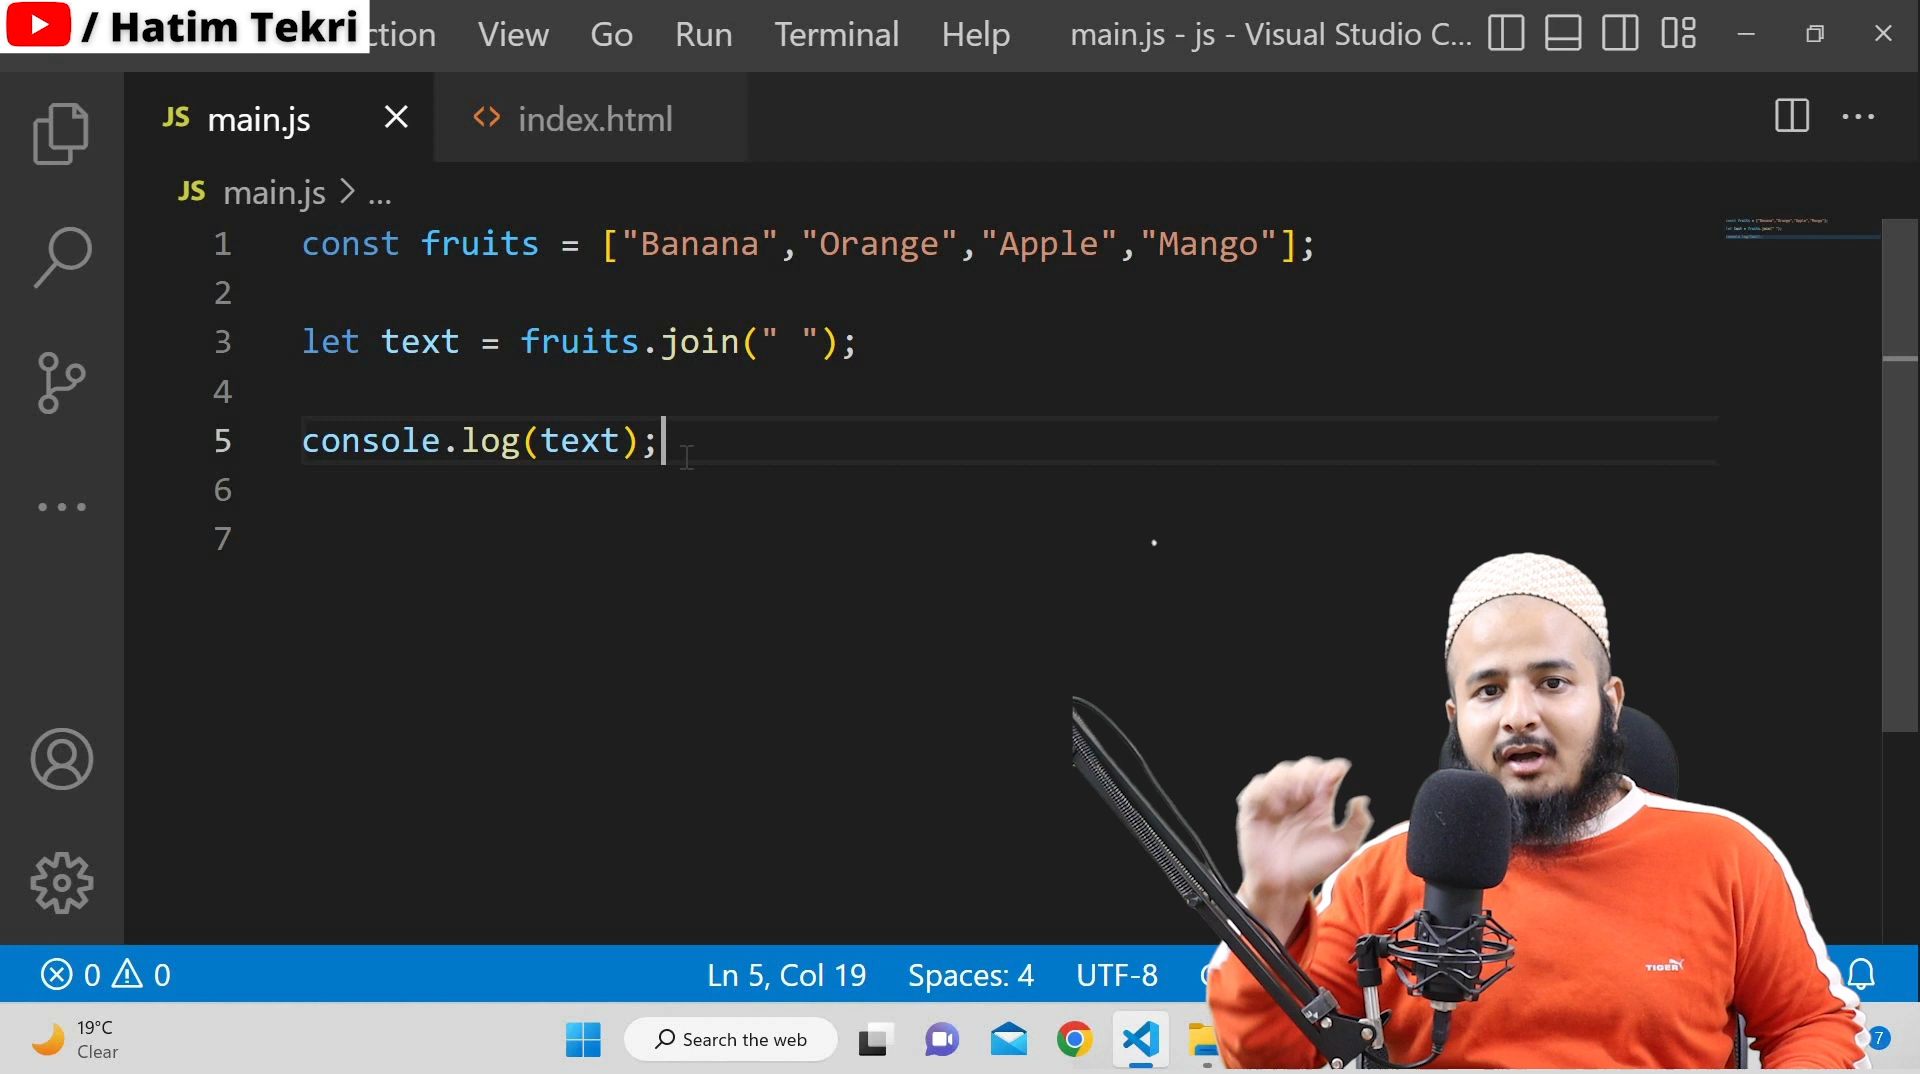 / Hatim Tekri
ction View Go Run Terminal Help main.js - js - Visual Studio C...
JS main.js index.html
JS main.js > ...
1 const fruits = ["Banana","Orange","Apple","Mango"];
2
3 let text = fruits.join(" ");
4
5 console.log(text);
6
7
TIGER
0 0 Ln 5, Col 19 Spaces: 4 UTF-8
19°C
Clear
Search the web
7